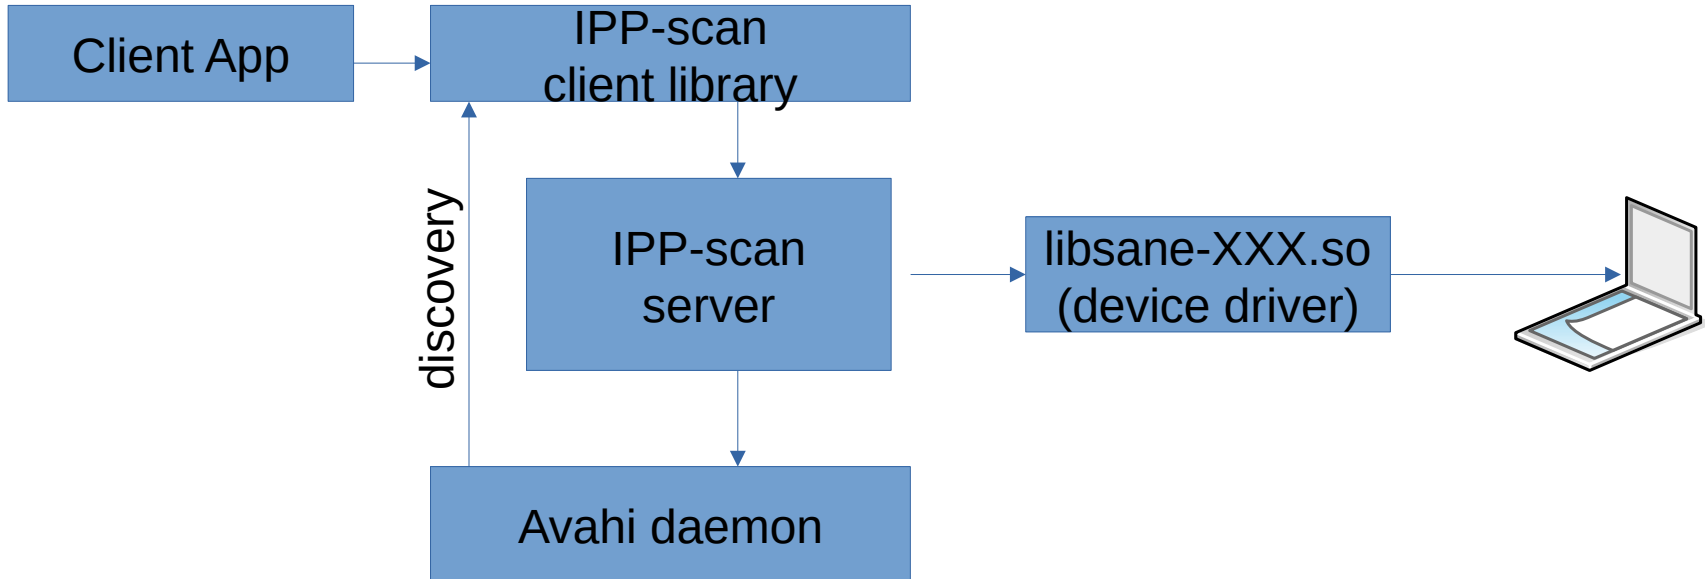 Client App
IPP-scan
client library
discovery
IPP-scan
server
libsane-XXX.so
(device driver)
Avahi daemon